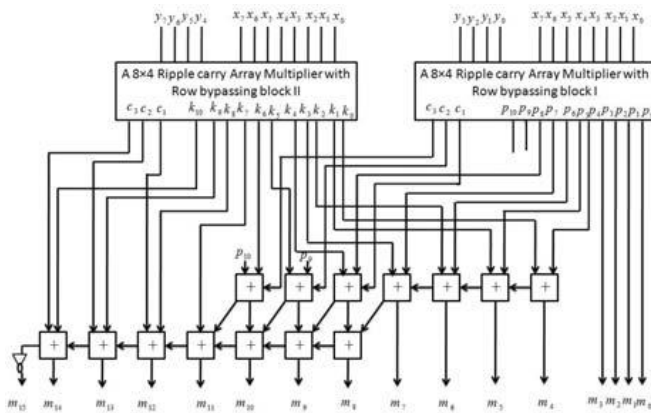 y₇ y₆ y₅ y₄ x₇ x₆ x₅ x₄ x₃ x₂ x₁ x₀ y₃ y₂ y₁ y₀ x₇ x₆ x₅ x₄ x₃ x₂ x₁ x₀
A 8×4 Ripple carry Array Multiplier with
Row bypassing block II
c₃ c₂ c₁ k₁₀ k₉ k₈ k₇ k₆ k₅ k₄ k₃ k₂ k₁ k₀
A 8×4 Ripple carry Array Multiplier with
Row bypassing block I
c₃ c₂ c₁ p₁₀ p₉ p₈ p₇ p₆ p₅ p₄ p₃ p₂ p₁
p₁₀ p₉
+ + + + + + +
+ + + + + + +
m₁₅ m₁₄ m₁₃ m₁₂ m₁₁ m₁₀ m₉ m₈ m₇ m₆ m₅ m₄ m₃ m₂ m₁ m₀